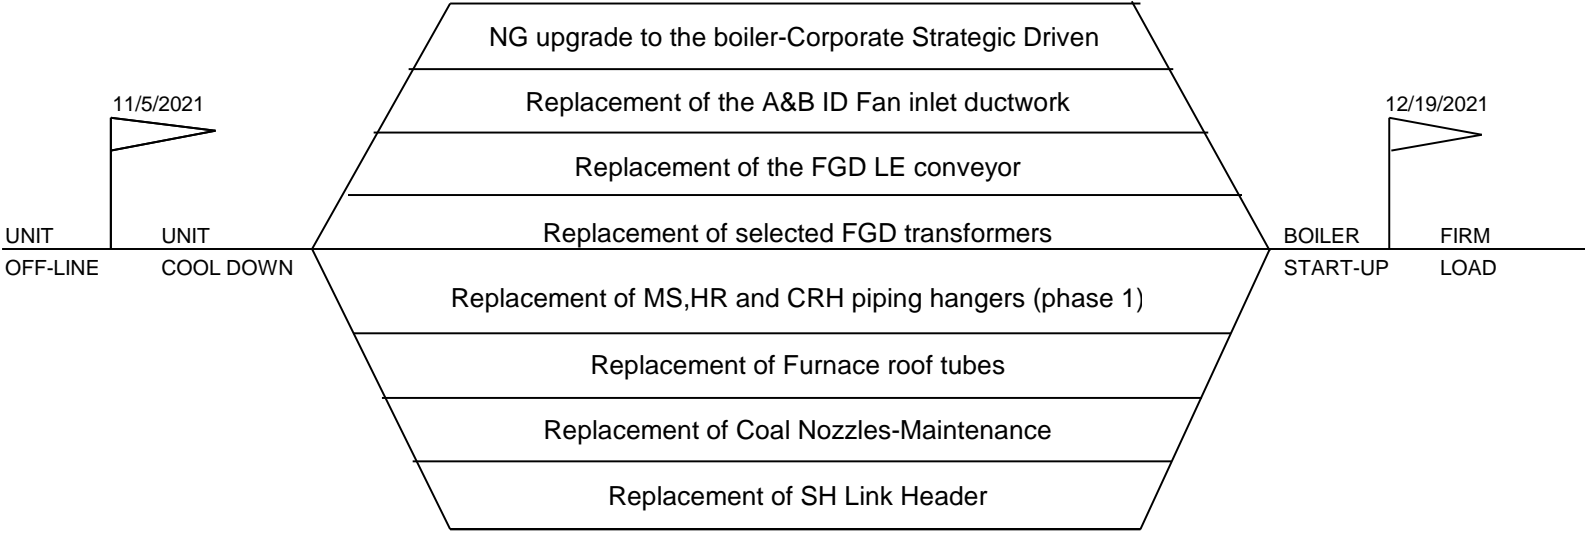 NG upgrade to the boiler-Corporate Strategic Driven
11/5/2021
Replacement of the A&B ID Fan inlet ductwork
12/19/2021
Replacement of the FGD LE conveyor
UNIT
OFF-LINE
UNIT
COOL DOWN
Replacement of selected FGD transformers
BOILER
START-UP
FIRM
LOAD
Replacement of MS,HR and CRH piping hangers (phase 1)
Replacement of Furnace roof tubes
Replacement of Coal Nozzles-Maintenance
Replacement of SH Link Header